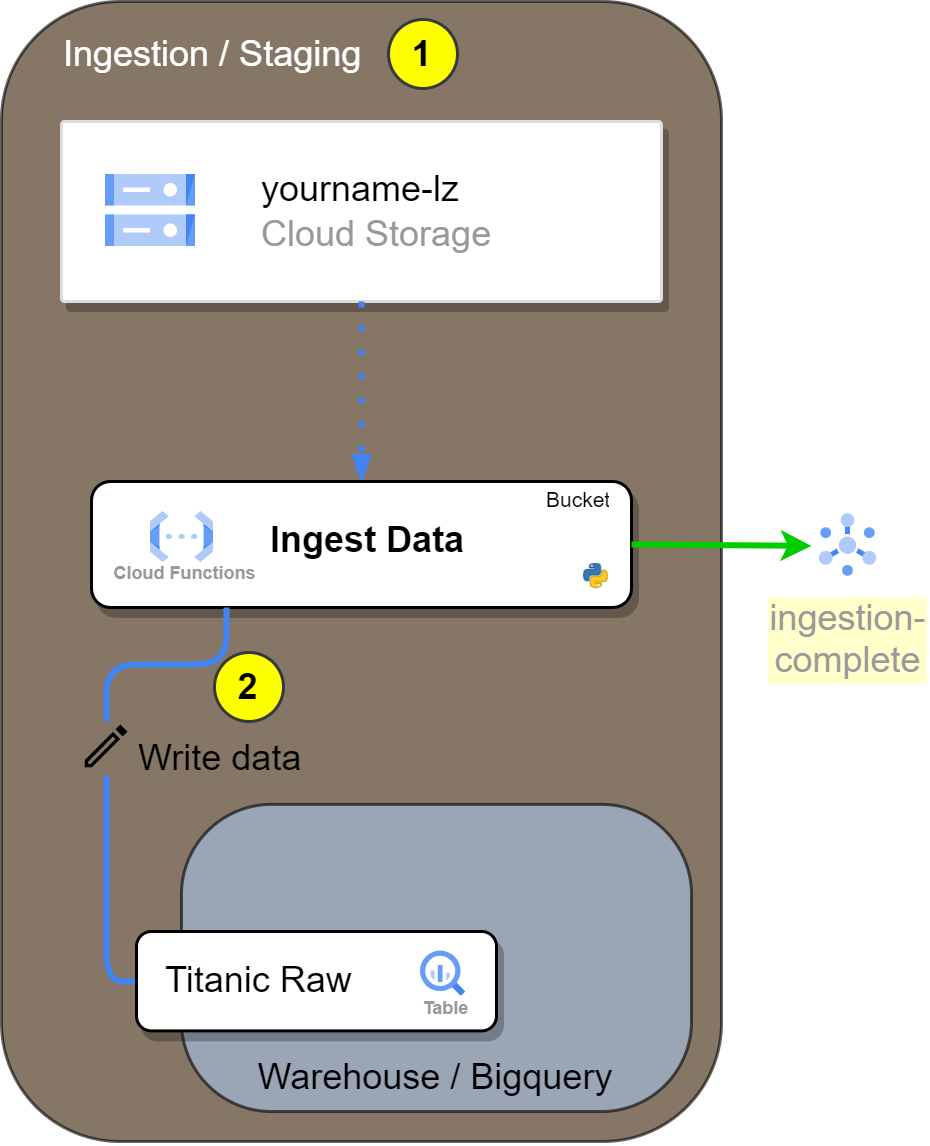 Ingestion / Staging
1
yourname-lz
Cloud Storage
Bucket
Ingest Data
Cloud Functions
ingestion-
complete
2
Write data
Titanic Raw
Table
Warehouse / Bigquery